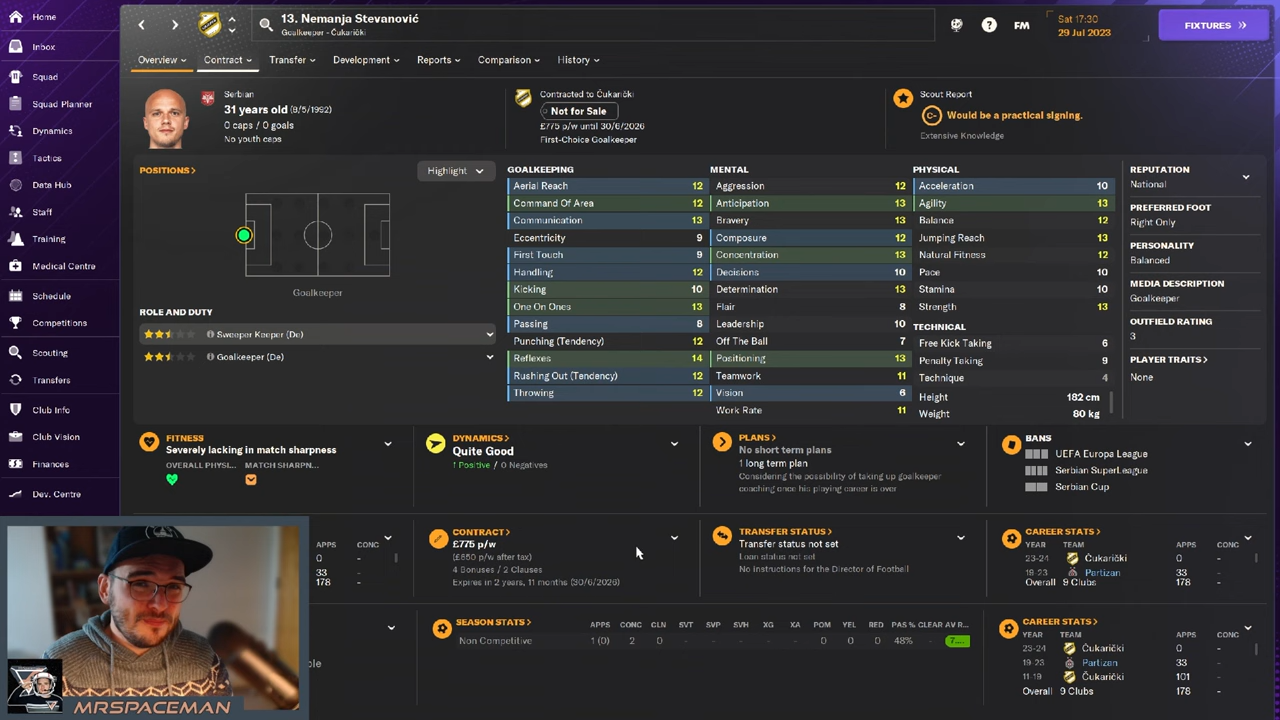 Home
Inbox
Squad
Squad Planner
Dynamics
Tactics
Data Hub
Staff
Training
Medical Centre
Schedule
Competitions
Scouting
Transfers
Club Info
Club Vision
Finances
Dev. Centre
13. Nemanja Stevanović
Goalkeeper - Čukarički
FM
Sat 17:30
29 Jul 2023
FIXTURES
Overview
Contract
Transfer
Development
Reports
Comparison
History
Serbian
31 years old (8/5/1992)
0 caps / 0 goals
No youth caps
Contracted to Čukarički
Not for Sale
£775 p/w until 30/6/2026
First-Choice Goalkeeper
Scout Report
C- Would be a practical signing.
Extensive Knowledge
POSITIONS >
Highlight
Goalkeeper
ROLE AND DUTY
Sweeper Keeper (De)
Goalkeeper (De)
GOALKEEPING
Aerial Reach 12
Command Of Area 12
Communication 13
Eccentricity 9
First Touch 9
Handling 12
Kicking 10
One On Ones 13
Passing 8
Punching (Tendency) 12
Reflexes 14
Rushing Out (Tendency) 12
Throwing 12
MENTAL
Aggression 12
Anticipation 13
Bravery 13
Composure 12
Concentration 13
Decisions 10
Determination 13
Flair 8
Leadership 10
Off The Ball 7
Positioning 13
Teamwork 11
Vision 6
Work Rate 11
PHYSICAL
Acceleration 10
Agility 13
Balance 12
Jumping Reach 13
Natural Fitness 12
Pace 10
Stamina 10
Strength 13
TECHNICAL
Free Kick Taking 6
Penalty Taking 9
Technique 4
Height 182 cm
Weight 80 kg
REPUTATION
National
PREFERRED FOOT
Right Only
PERSONALITY
Balanced
MEDIA DESCRIPTION
Goalkeeper
OUTFIELD RATING
3
PLAYER TRAITS >
None
FITNESS
Severely lacking in match sharpness
OVERALL PHYSI... MATCH SHARPN...
DYNAMICS >
Quite Good
1 Positive / 0 Negatives
PLANS >
No short term plans
1 long term plan
Considering the possibility of taking up goalkeeper
coaching once his playing career is over
BANS
UEFA Europa League
Serbian SuperLeague
Serbian Cup
APPS CONC
0 -
33 -
178 -
CONTRACT >
£775 p/w
(£650 p/w after tax)
4 Bonuses / 2 Clauses
Expires in 2 years, 11 months (30/6/2026)
TRANSFER STATUS >
Transfer status not set
Loan status not set
No instructions for the Director of Football
CAREER STATS >
YEAR TEAM APPS CONC
23-24 Čukarički 0 -
19-23 Partizan 33 -
Overall 9 Clubs 178 -
SEASON STATS > APPS CONC CLN SVT SVP SVH XG XA POM YEL RED PAS % CLEAR AV R...
Non Competitive 1 (0) 2 0 - - - - - 0 0 0 48% - 7....
CAREER STATS >
YEAR TEAM APPS CONC
23-24 Čukarički 0 -
19-23 Partizan 33 -
11-19 Čukarički 101 -
Overall 9 Clubs 178 -
MRSPACEMAN